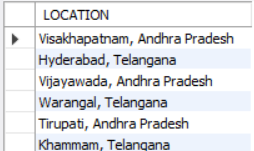 LOCATION
Visakhapatnam, Andhra Pradesh
Hyderabad, Telangana
Vijayawada, Andhra Pradesh
Warangal, Telangana
Tirupati, Andhra Pradesh
Khammam, Telangana